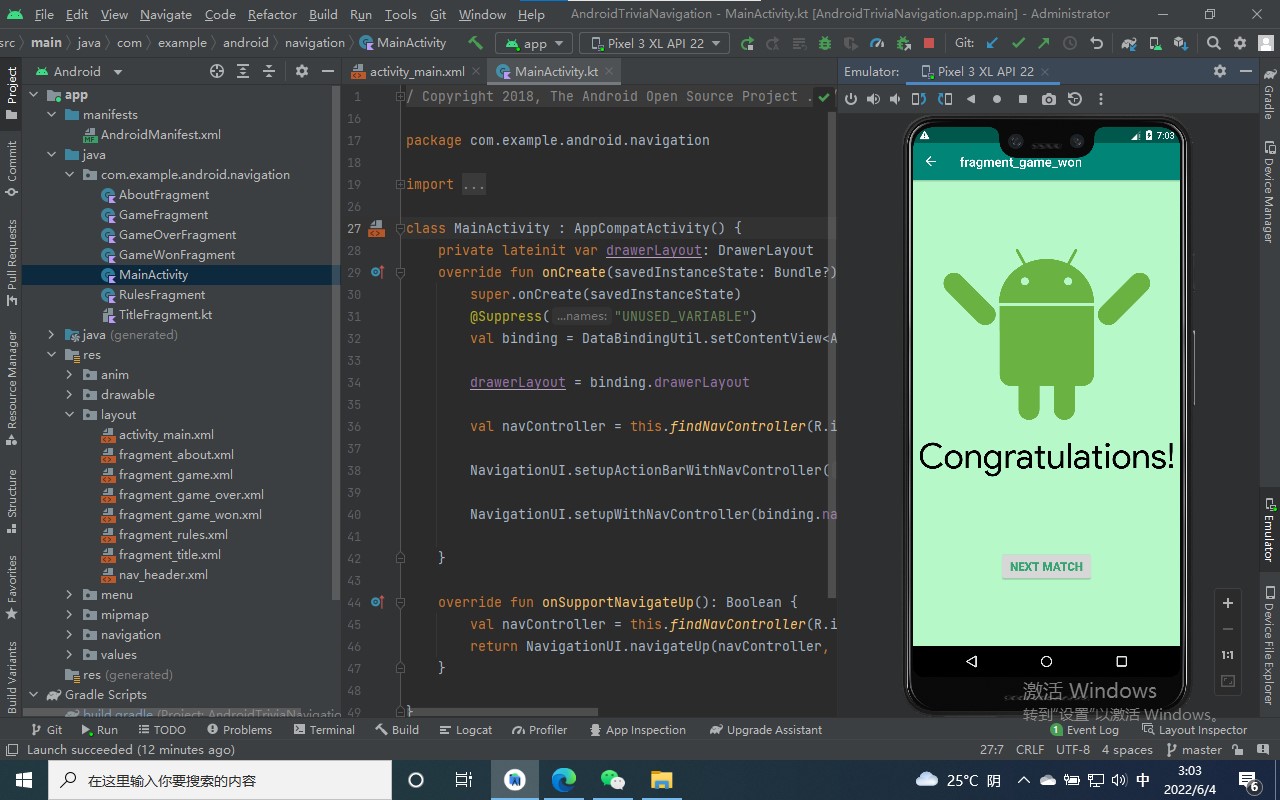 File Edit View Navigate Code Refactor Build Run Tools Git Window Help AndroidTriviaNavigation - MainActivity.kt [AndroidTriviaNavigation.app.main] - Administrator
src main java com example android navigation MainActivity app Pixel 3 XL API 22 Git:
Project
Commit
Pull Requests
Resource Manager
Structure
Favorites
Build Variants
Android
app
manifests
AndroidManifest.xml
java
com.example.android.navigation
AboutFragment
GameFragment
GameOverFragment
GameWonFragment
MainActivity
RulesFragment
TitleFragment.kt
java (generated)
res
anim
drawable
layout
activity_main.xml
fragment_about.xml
fragment_game.xml
fragment_game_over.xml
fragment_game_won.xml
fragment_rules.xml
fragment_title.xml
nav_header.xml
menu
mipmap
navigation
values
res (generated)
Gradle Scripts
build.gradle (Project: AndroidTriviaNavigatio
activity_main.xml MainActivity.kt
1 / Copyright 2018, The Android Open Source Project ..
16
17 package com.example.android.navigation
18
19 import ...
26
27 class MainActivity : AppCompatActivity() {
28 private lateinit var drawerLayout: DrawerLayout
29 override fun onCreate(savedInstanceState: Bundle?)
30 super.onCreate(savedInstanceState)
31 @Suppress( ...names: "UNUSED_VARIABLE")
32 val binding = DataBindingUtil.setContentView<A
33
34 drawerLayout = binding.drawerLayout
35
36 val navController = this.findNavController(R.i
37
38 NavigationUI.setupActionBarWithNavController(
39
40 NavigationUI.setupWithNavController(binding.na
41
42 }
43
44 override fun onSupportNavigateUp(): Boolean {
45 val navController = this.findNavController(R.i
46 return NavigationUI.navigateUp(navController,
47 }
48
49 }
Emulator: Pixel 3 XL API 22
7:03
fragment_game_won
Congratulations!
NEXT MATCH
1:1
激活 Windows
转到"设置"以激活 Windows。
Gradle
Device Manager
Emulator
Device File Explorer
Git Run TODO Problems Terminal Build Logcat Profiler App Inspection Upgrade Assistant 1 Event Log Layout Inspector
Launch succeeded (12 minutes ago) 27:7 CRLF UTF-8 4 spaces master
在这里输入你要搜索的内容 25°C 阴 中 3:03
2022/6/4 6